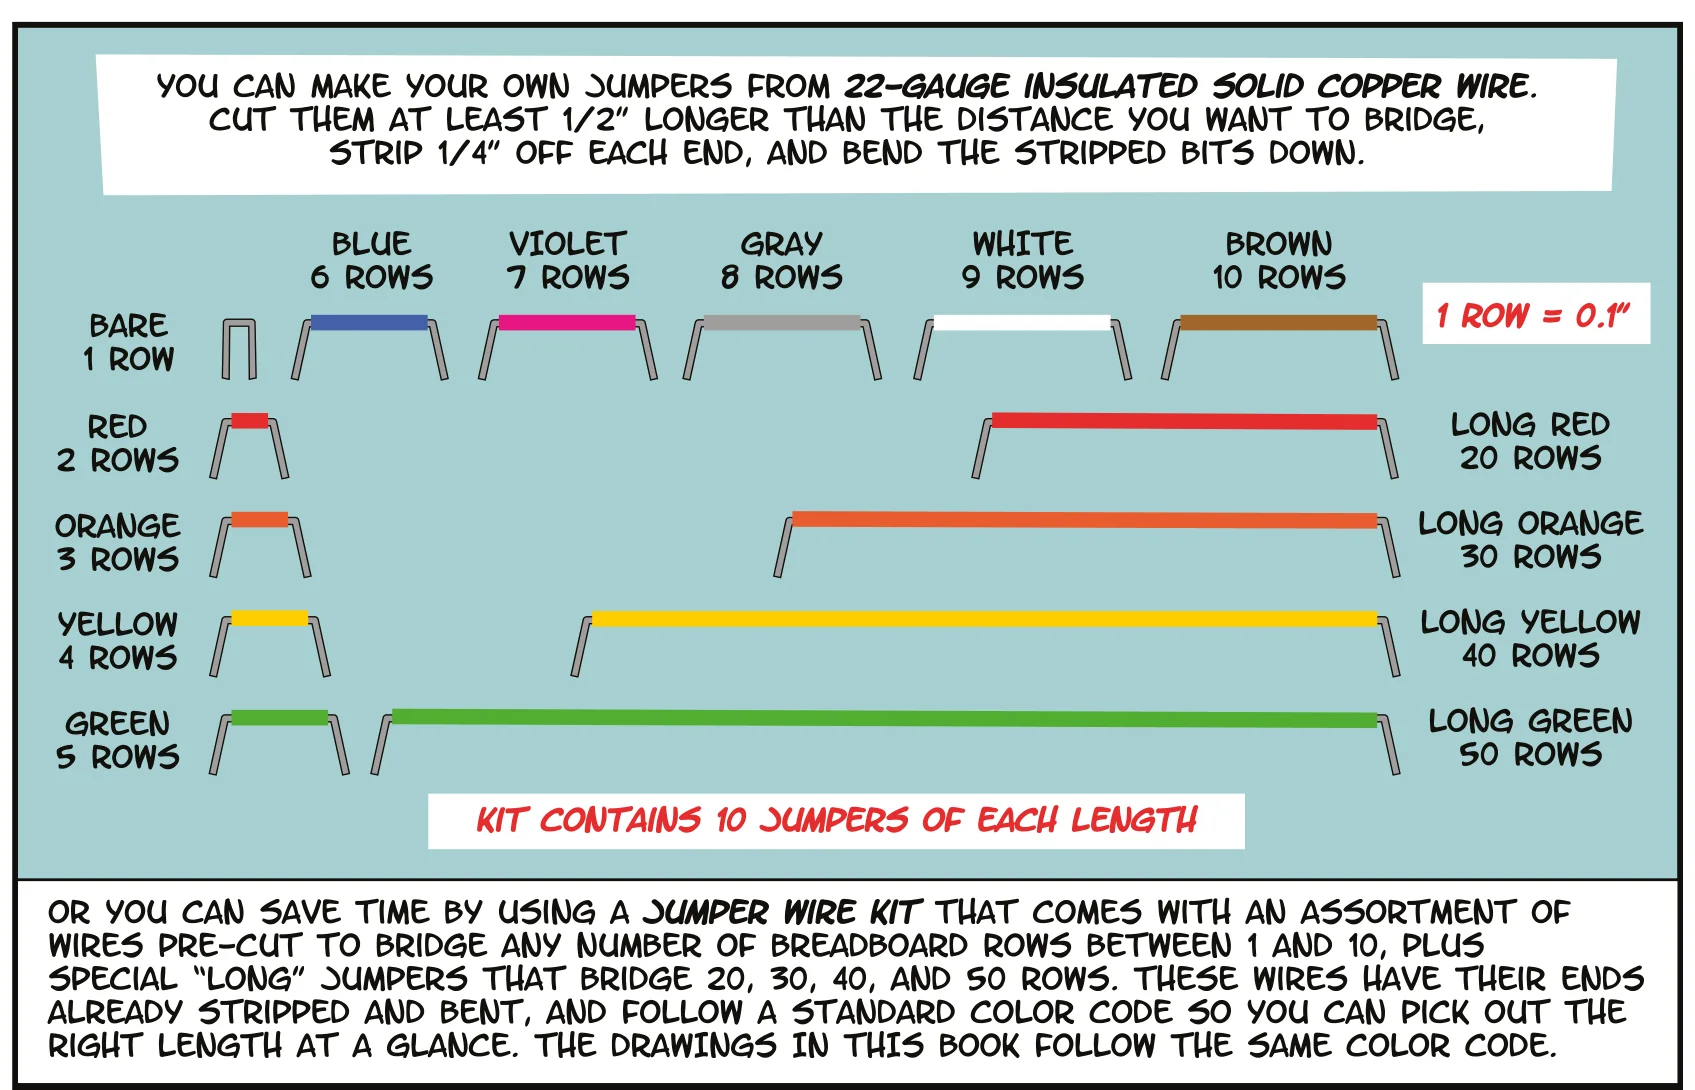 YOU CAN MAKE YOUR OWN JUMPERS FROM 22-GAUGE INSULATED SOLID COPPER WIRE.
CUT THEM AT LEAST 1/2" LONGER THAN THE DISTANCE YOU WANT TO BRIDGE,
STRIP 1/4" OFF EACH END, AND BEND THE STRIPPED BITS DOWN.
BLUE
6 ROWS
VIOLET
7 ROWS
GRAY
8 ROWS
WHITE
9 ROWS
BROWN
10 ROWS
BARE
1 ROW
1 ROW = 0.1"
RED
2 ROWS
LONG RED
20 ROWS
ORANGE
3 ROWS
LONG ORANGE
30 ROWS
YELLOW
4 ROWS
LONG YELLOW
40 ROWS
GREEN
5 ROWS
LONG GREEN
50 ROWS
KIT CONTAINS 10 JUMPERS OF EACH LENGTH
OR YOU CAN SAVE TIME BY USING A JUMPER WIRE KIT THAT COMES WITH AN ASSORTMENT OF
WIRES PRE-CUT TO BRIDGE ANY NUMBER OF BREADBOARD ROWS BETWEEN 1 AND 10, PLUS
SPECIAL "LONG" JUMPERS THAT BRIDGE 20, 30, 40, AND 50 ROWS. THESE WIRES HAVE THEIR ENDS
ALREADY STRIPPED AND BENT, AND FOLLOW A STANDARD COLOR CODE SO YOU CAN PICK OUT THE
RIGHT LENGTH AT A GLANCE. THE DRAWINGS IN THIS BOOK FOLLOW THE SAME COLOR CODE.